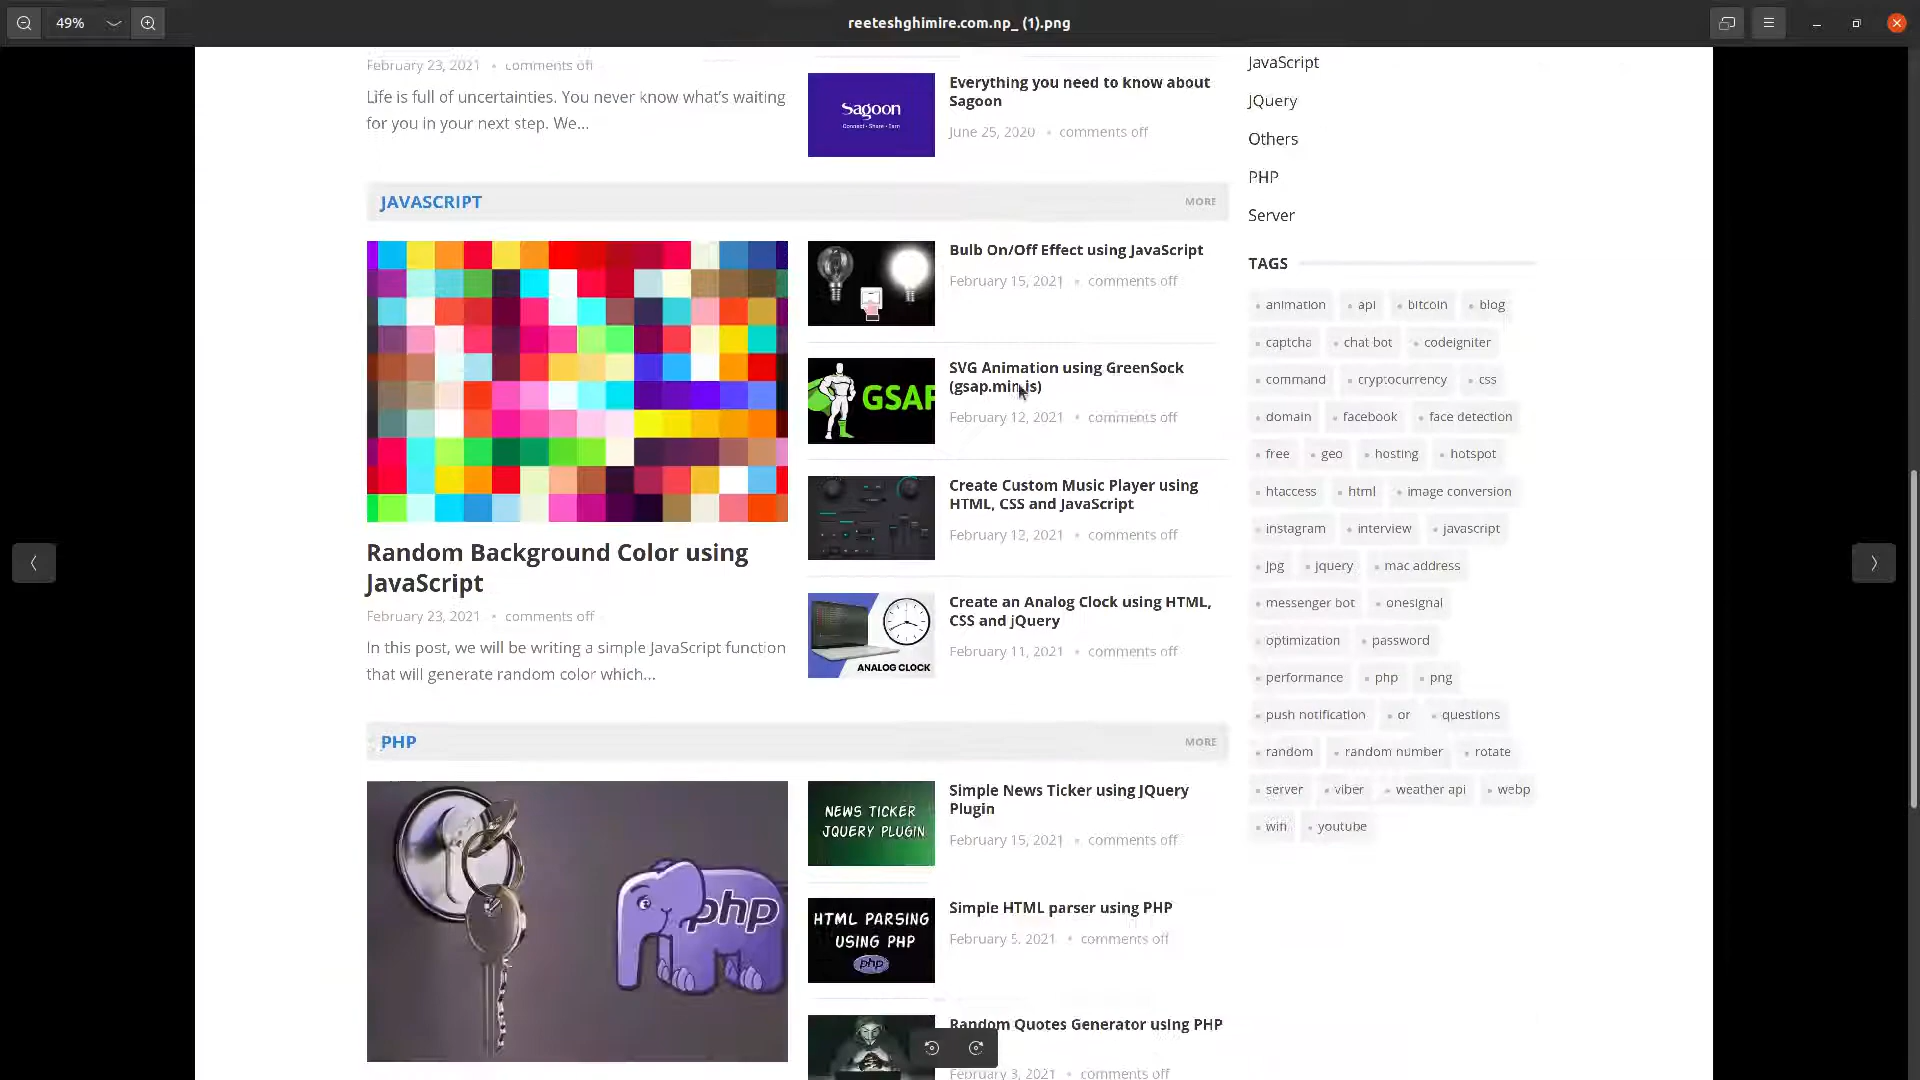 49%
reeteshghimire.com.np_ (1).png
February 23, 2021 • comments off
Life is full of uncertainties. You never know what's waiting
for you in your next step. We...
Sagoon
Connect • Share • Earn
Everything you need to know about
Sagoon
June 25, 2020 • comments off
JAVASCRIPT
MORE
Random Background Color using
JavaScript
February 23, 2021 • comments off
In this post, we will be writing a simple JavaScript function
that will generate random color which...
Bulb On/Off Effect using JavaScript
February 15, 2021 • comments off
GSAP
SVG Animation using GreenSock
(gsap.min.js)
February 12, 2021 • comments off
Create Custom Music Player using
HTML, CSS and JavaScript
February 12, 2021 • comments off
ANALOG CLOCK
Create an Analog Clock using HTML,
CSS and jQuery
February 11, 2021 • comments off
PHP
MORE
php
NEWS TICKER
JQUERY PLUGIN
Simple News Ticker using JQuery
Plugin
February 15, 2021 • comments off
HTML PARSING
USING PHP
php
Simple HTML parser using PHP
February 5, 2021 • comments off
Random Quotes Generator using PHP
February 3, 2021 • comments off
JavaScript
JQuery
Others
PHP
Server
TAGS
animation api bitcoin blog
captcha chat bot codeigniter
command cryptocurrency css
domain facebook face detection
free geo hosting hotspot
htaccess html image conversion
instagram interview javascript
jpg jquery mac address
messenger bot onesignal
optimization password
performance php png
push notification qr questions
random random number rotate
server viber weather api webp
wifi youtube